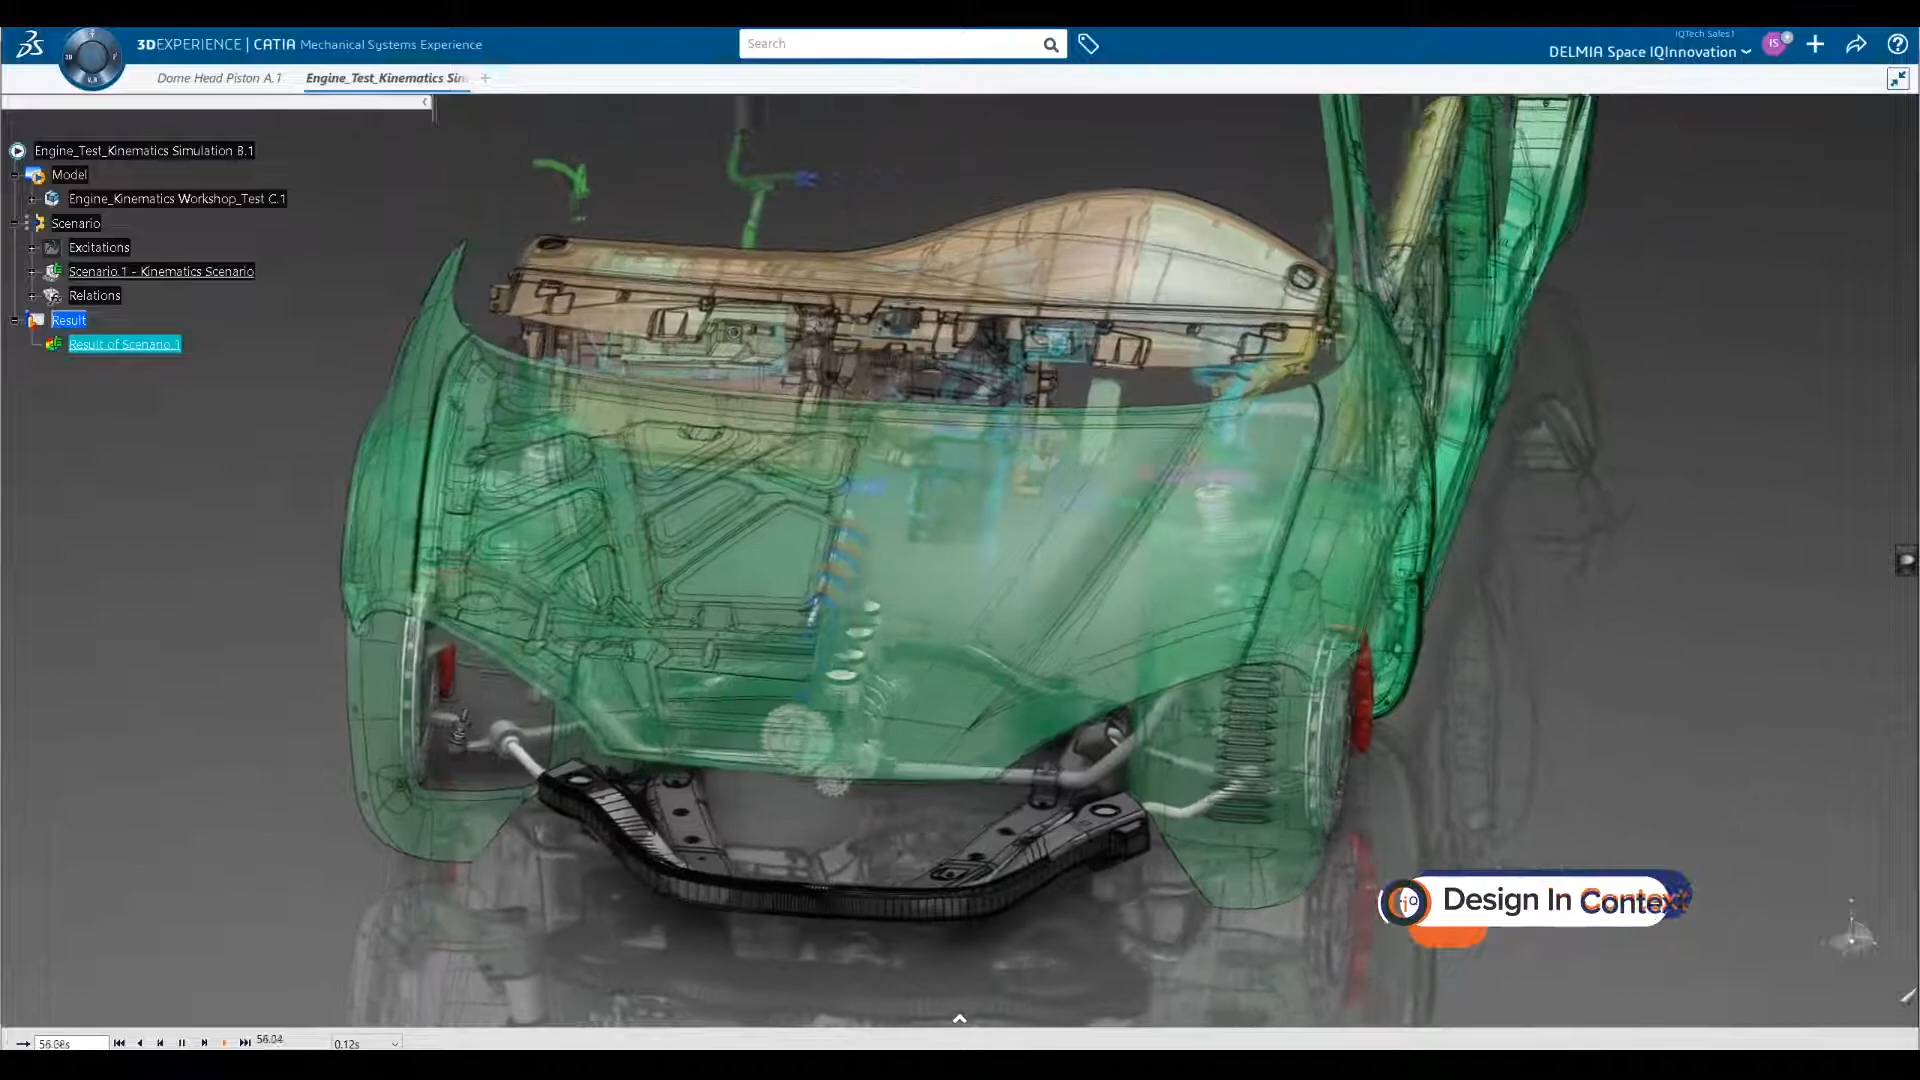 3DEXPERIENCE | CATIA Mechanical Systems Experience
Search
IQTech Sales1
DELMIA Space IQInnovation
IS
Dome Head Piston A.1
Engine_Test_Kinematics Sim
Engine_Test_Kinematics Simulation B.1
Model
Engine_Kinematics Workshop_Test C.1
Scenario
Excitations
Scenario.1 - Kinematics Scenario
Relations
Result
Result of Scenario.1
iQ Design In Context
56.08s
56.04
0.12s